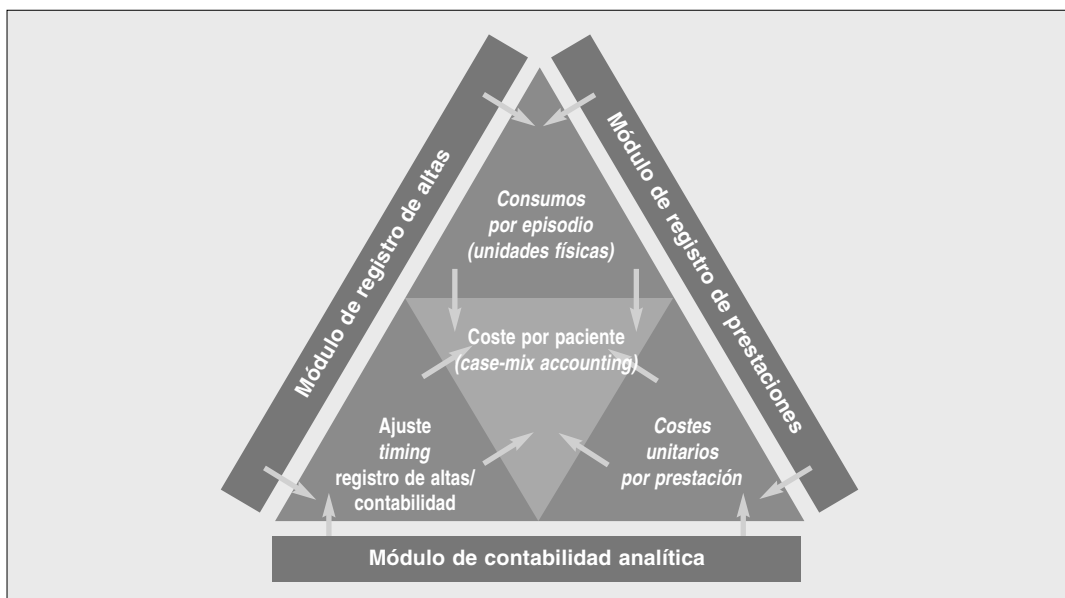 Módulo de registro de altas
Módulo de registro de prestaciones
Consumos
por episodio
(unidades físicas)
Coste por paciente
(case-mix accounting)
Ajuste
timing
registro de altas/
contabilidad
Costes
unitarios
por prestación
Módulo de contabilidad analítica